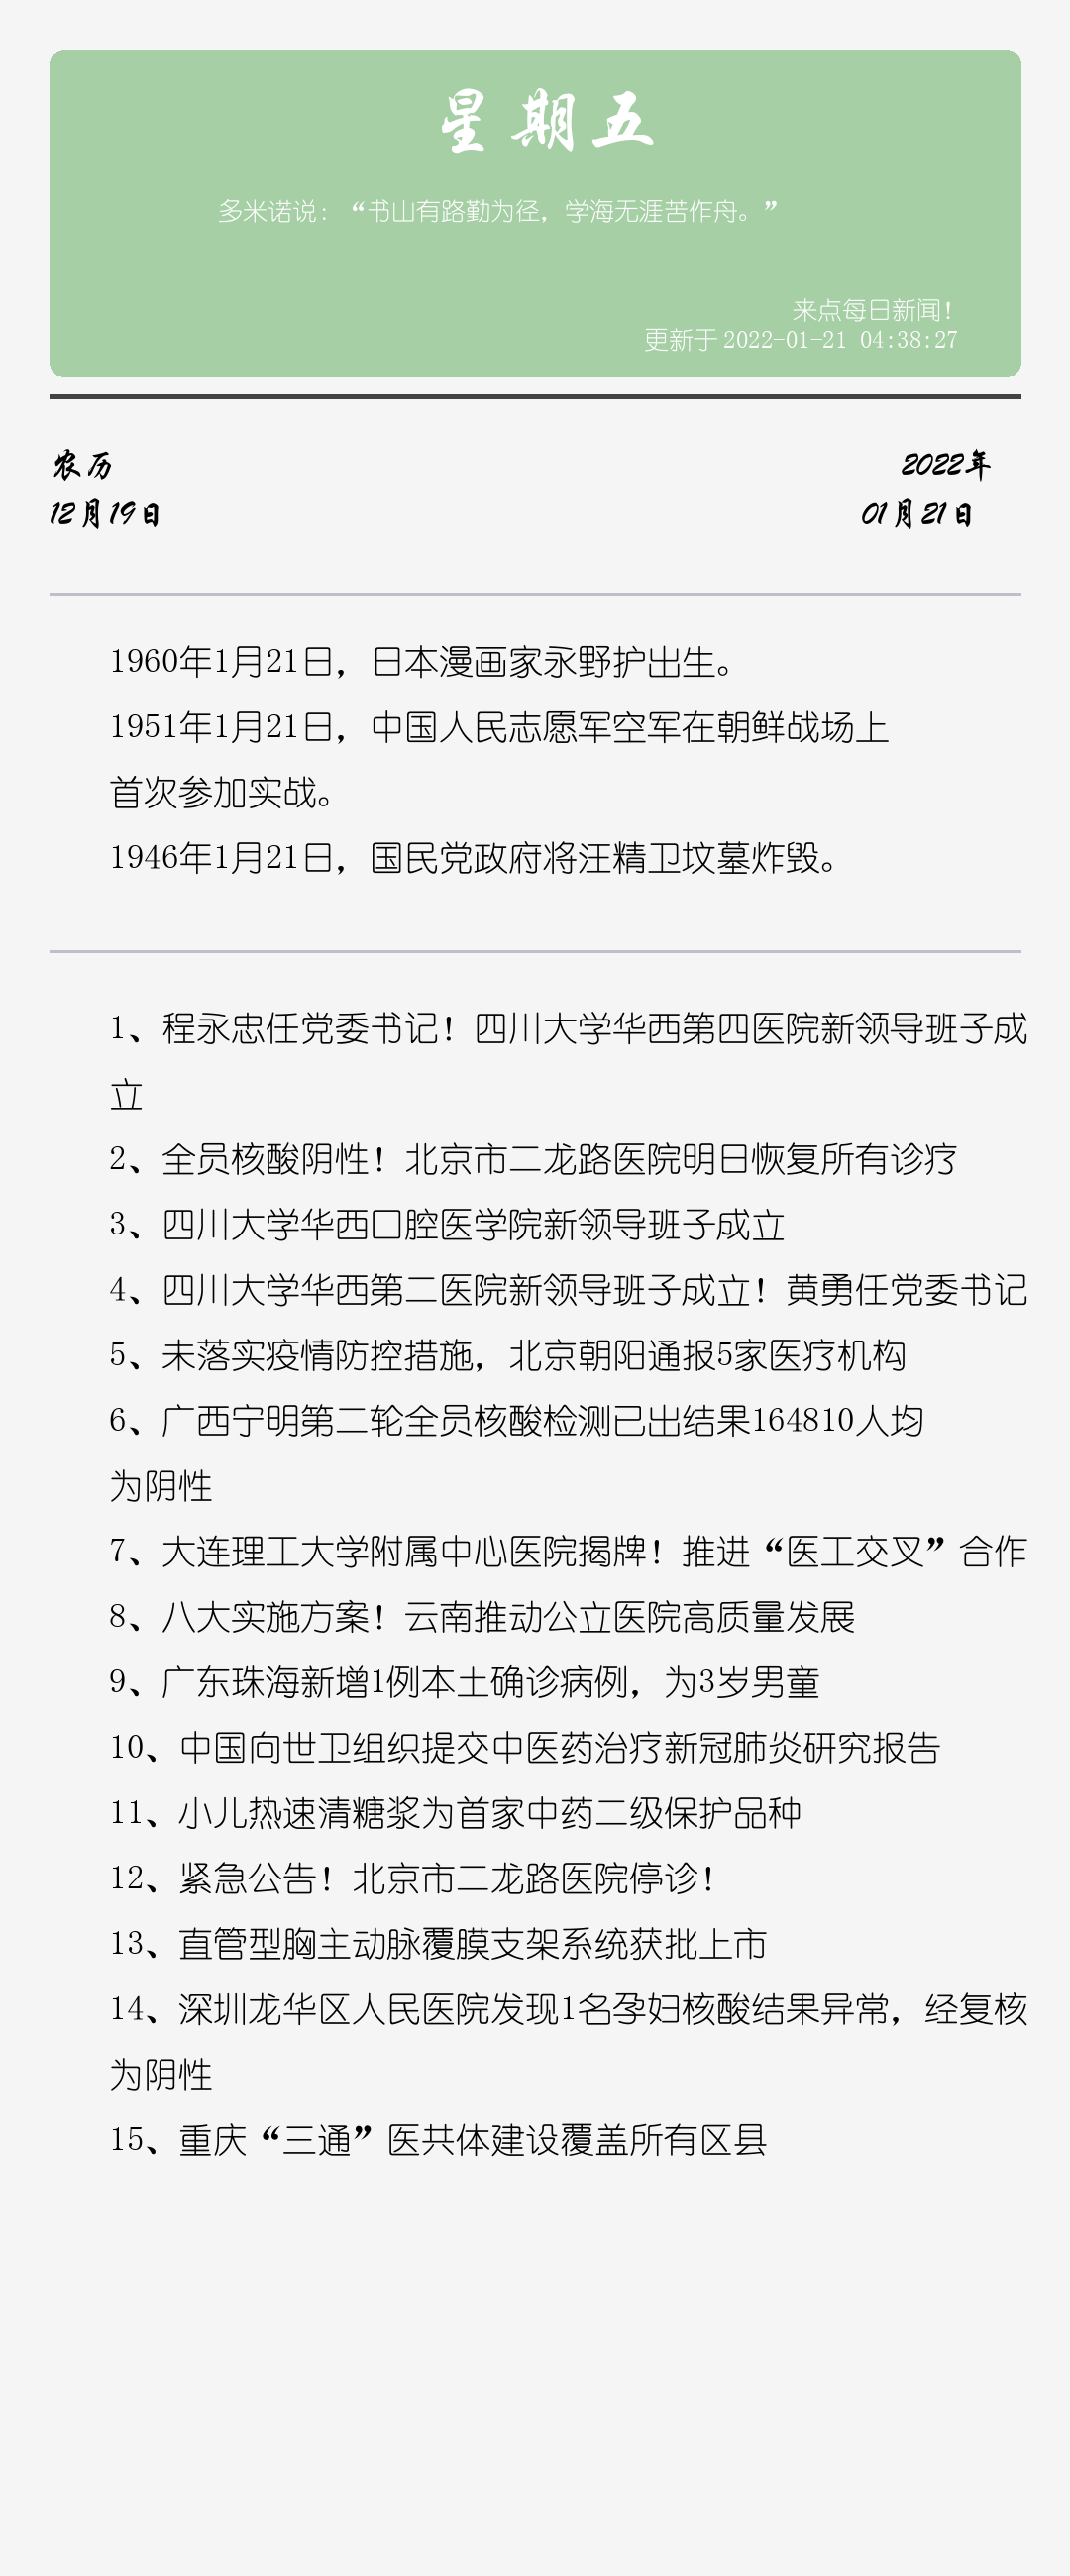 星期五
多米诺说：“书山有路勤为径，学海无涯苦作舟。”
来点每日新闻！
更新于 2022-01-21 04:38:27
农历
2022年
12月19日
01月21日
1960年1月21日，日本漫画家永野护出生。
1951年1月21日，中国人民志愿军空军在朝鲜战场上
首次参加实战。
1946年1月21日，国民党政府将汪精卫坟墓炸毁。
1、程永忠任党委书记！四川大学华西第四医院新领导班子成
立
2、全员核酸阴性！北京市二龙路医院明日恢复所有诊疗
3、四川大学华西口腔医学院新领导班子成立
4、四川大学华西第二医院新领导班子成立！黄勇任党委书记
5、未落实疫情防控措施，北京朝阳通报5家医疗机构
6、广西宁明第二轮全员核酸检测已出结果164810人均
为阴性
7、大连理工大学附属中心医院揭牌！推进“医工交叉”合作
8、八大实施方案！云南推动公立医院高质量发展
9、广东珠海新增1例本土确诊病例，为3岁男童
10、中国向世卫组织提交中医药治疗新冠肺炎研究报告
11、小儿热速清糖浆为首家中药二级保护品种
12、紧急公告！北京市二龙路医院停诊！
13、直管型胸主动脉覆膜支架系统获批上市
14、深圳龙华区人民医院发现1名孕妇核酸结果异常，经复核
为阴性
15、重庆“三通”医共体建设覆盖所有区县